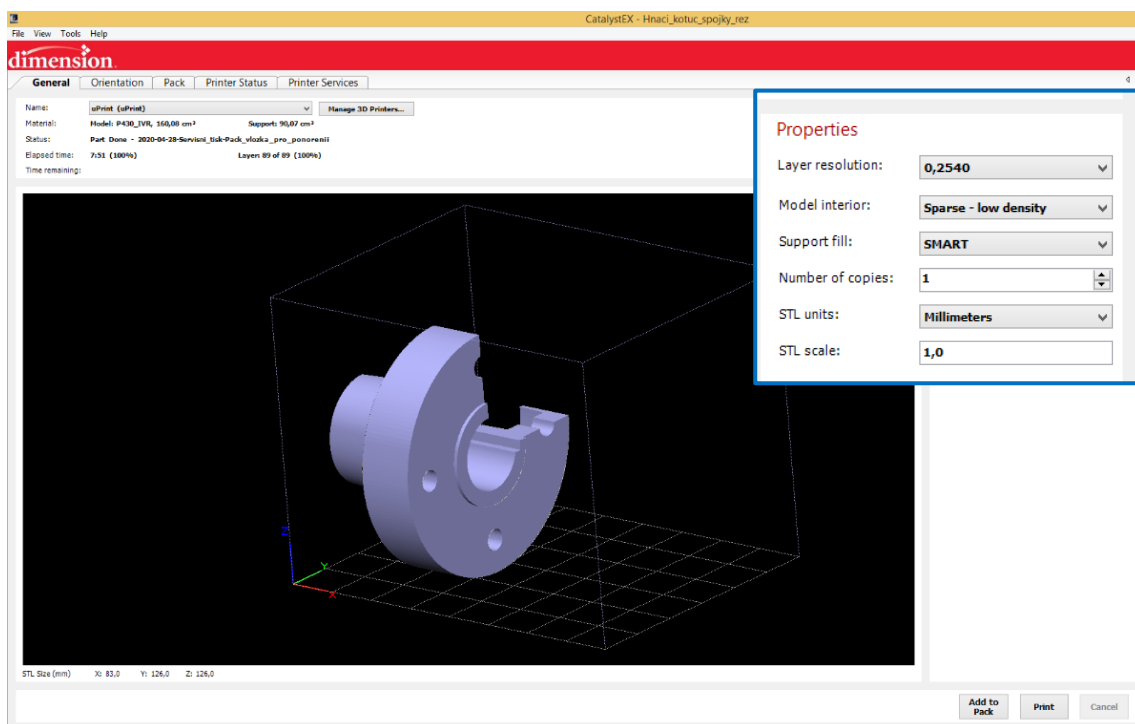 CatalystEX - Hnaci_kotuc_spojky_rez
File View Tools Help
dimension
General Orientation Pack Printer Status Printer Services
Name: uPrint (uPrint) Manage 3D Printers...
Material: Model: P430_IVR, 160,08 cm³ Support: 90,07 cm³
Status: Part Done - 2020-04-28-Servisni_tisk-Pack_vlozka_pro_ponorenii
Elapsed time: 7:51 (100%) Layer: 89 of 89 (100%)
Time remaining:
Properties
Layer resolution: 0,2540
Model interior: Sparse - low density
Support fill: SMART
Number of copies: 1
STL units: Millimeters
STL scale: 1,0
Z
Y
X
STL Size (mm) X: 83,0 Y: 126,0 Z: 126,0
Add to Pack Print Cancel